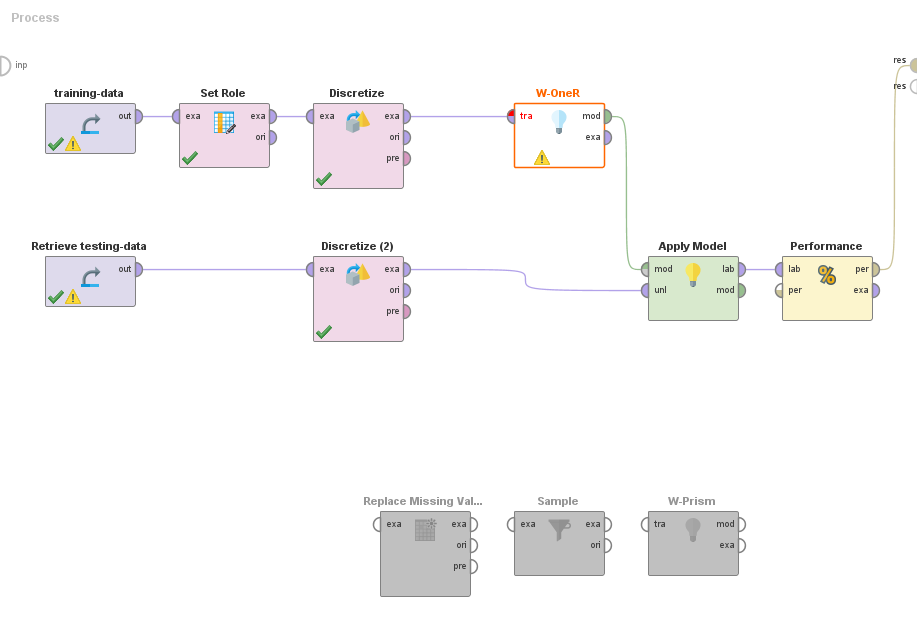 Process
inp
res
res
training-data
out
Set Role
exa
exa
ori
Discretize
exa
exa
ori
pre
W-OneR
tra
mod
exa
Retrieve testing-data
out
Discretize (2)
exa
exa
ori
pre
Apply Model
mod
lab
unl
mod
Performance
%
lab
per
per
exa
Replace Missing Val...
exa
exa
ori
pre
Sample
exa
exa
ori
W-Prism
tra
mod
exa